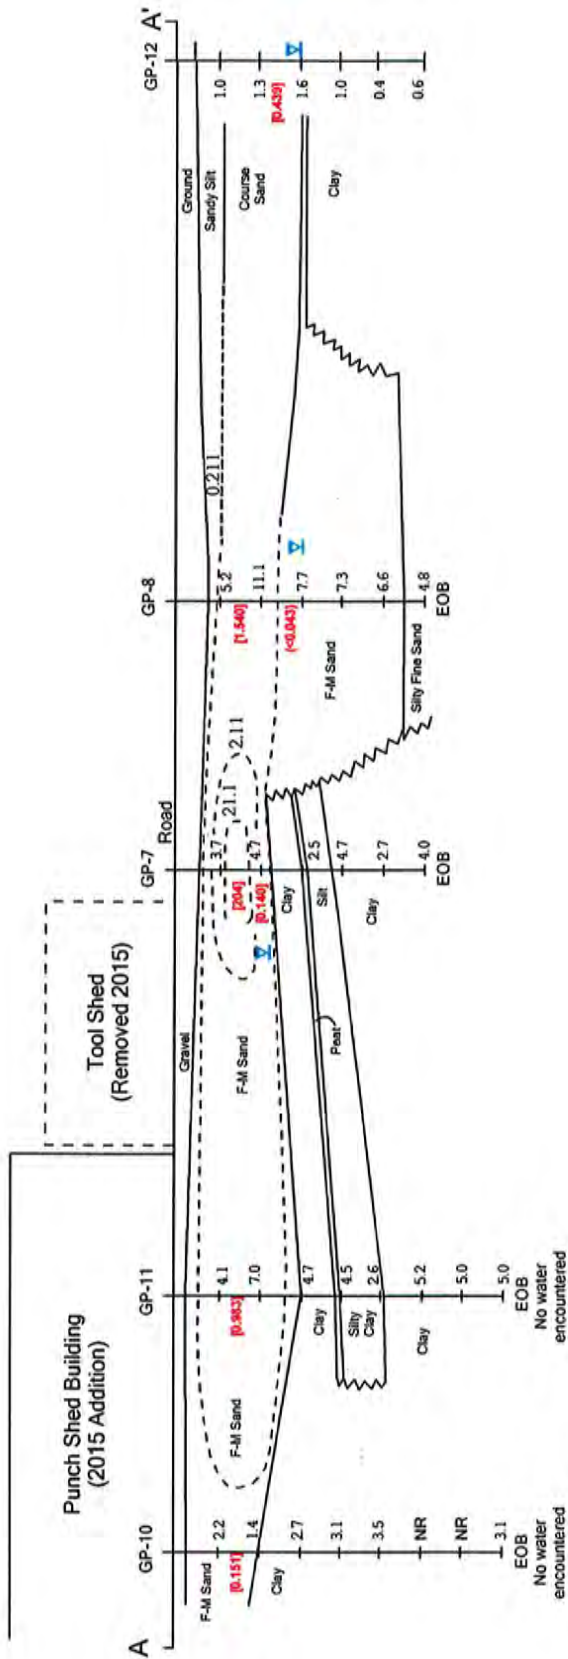 A
A'
Punch Shed Building
(2015 Addition)
Tool Shed
(Removed 2015)
Road
GP-10
F-M Sand
2.2
[0.151]
1.4
Clay
2.7
3.1
3.5
NR
NR
3.1
EOB
No water
encountered
GP-11
4.1
[0.983]
7.0
F-M Sand
4.7
Clay
4.5
Silty
Clay
2.6
5.2
Clay
5.0
5.0
EOB
No water
encountered
Gravel
F-M Sand
Peat
GP-7
3.7
21.1
2.11
[204]
4.7
[0.140]
Clay
2.5
Silt
4.7
2.7
Clay
4.0
EOB
GP-8
5.2
0.211
[1.540]
11.1
(<0.043)
7.7
7.3
F-M Sand
6.6
Silty Fine Sand
4.8
EOB
Ground
Sandy Silt
Course
Sand
Clay
GP-12
1.0
1.3
[0.439]
1.6
1.0
0.4
0.6